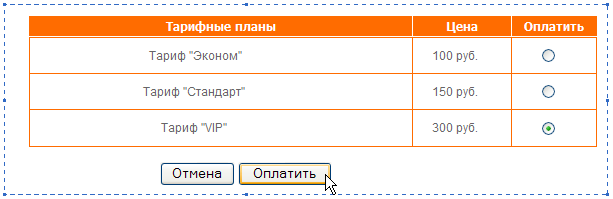 Тарифные планы Цена Оплатить
Тариф "Эконом" 100 руб.
Тариф "Стандарт" 150 руб.
Тариф "VIP" 300 руб.
Отмена Оплатить